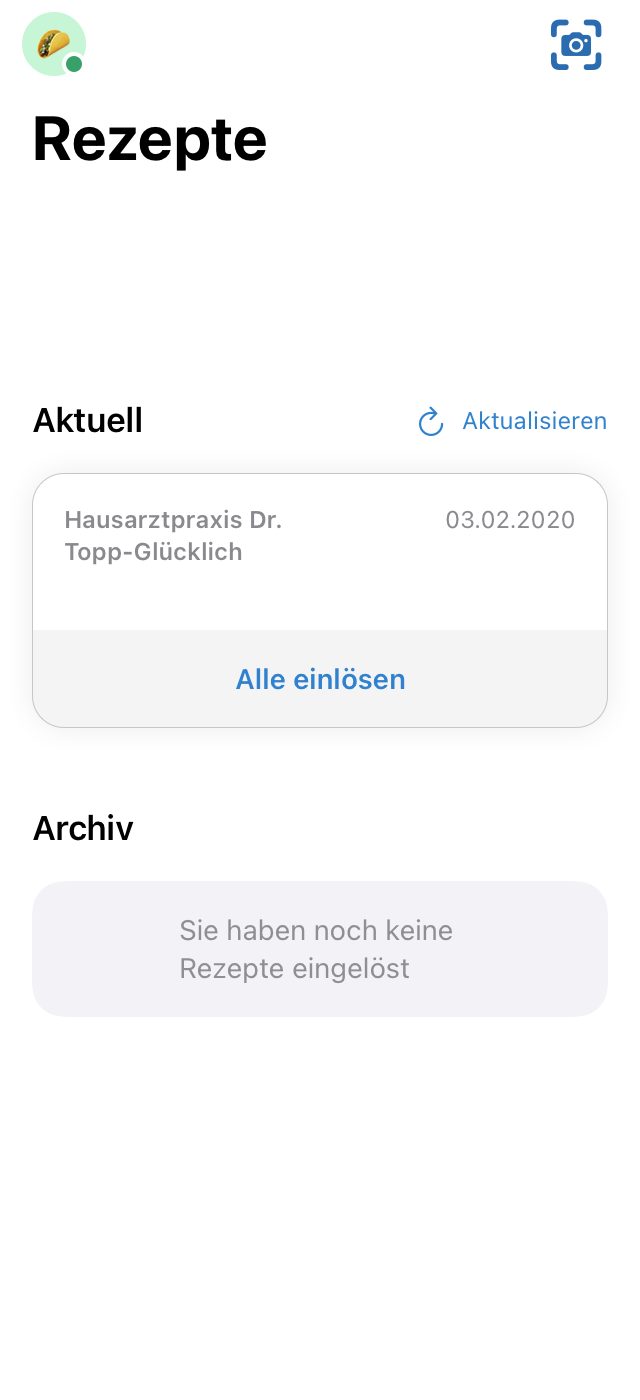 Rezepte
Aktuell
Aktualisieren
Hausarztpraxis Dr.
Topp-Glücklich
03.02.2020
Alle einlösen
Archiv
Sie haben noch keine
Rezepte eingelöst